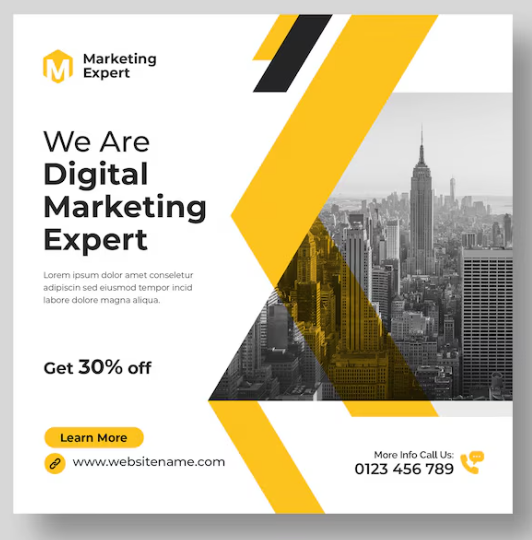 Marketing
Expert
We Are
Digital
Marketing
Expert
Lorem ipsum dolor amet conseletur
adipiscin sed eiusmod tempor incid
labore dolore magna aliqua.
Get 30% off
Learn More
www.websitename.com
More Info Call Us:
0123 456 789